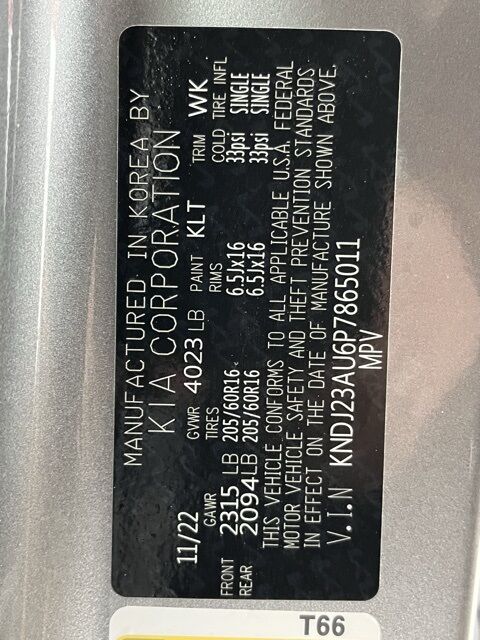 MANUFACTURED IN KOREA BY
KIA CORPORATION
11/22 GVWR 4023 LB PAINT KLT TRIM WK
GAWR TIRES RIMS COLD TIRE INFL
FRONT 2315 LB 205/60R16 6.5Jx16 33psi SINGLE
REAR 2094 LB 205/60R16 6.5Jx16 33psi SINGLE
THIS VEHICLE CONFORMS TO ALL APPLICABLE U.S.A. FEDERAL
MOTOR VEHICLE SAFETY AND THEFT PREVENTION STANDARDS
IN EFFECT ON THE DATE OF MANUFACTURE SHOWN ABOVE.
V.I.N KNDJ23AU6P7865011
MPV
T66